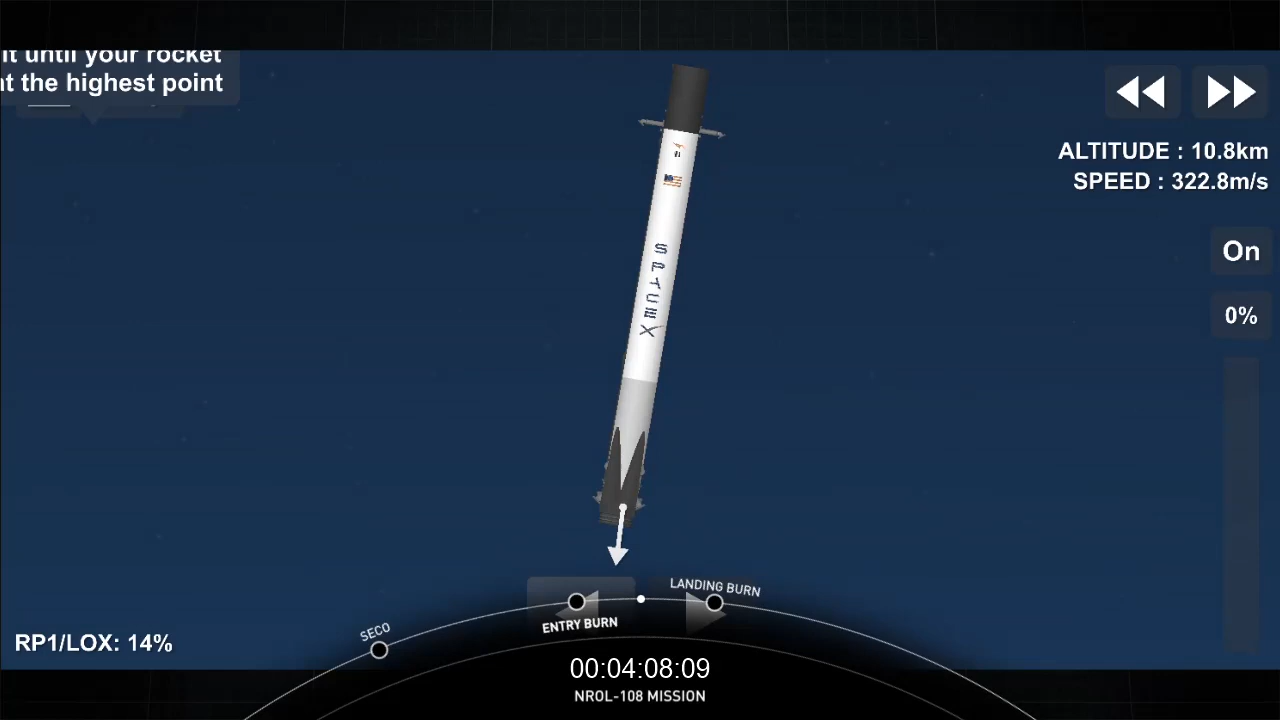 it until your rocket
at the highest point
ALTITUDE : 10.8km
SPEED : 322.8m/s
On
0%
SPACEX
LANDING BURN
ENTRY BURN
SECO
RP1/LOX: 14%
00:04:08:09
NROL-108 MISSION